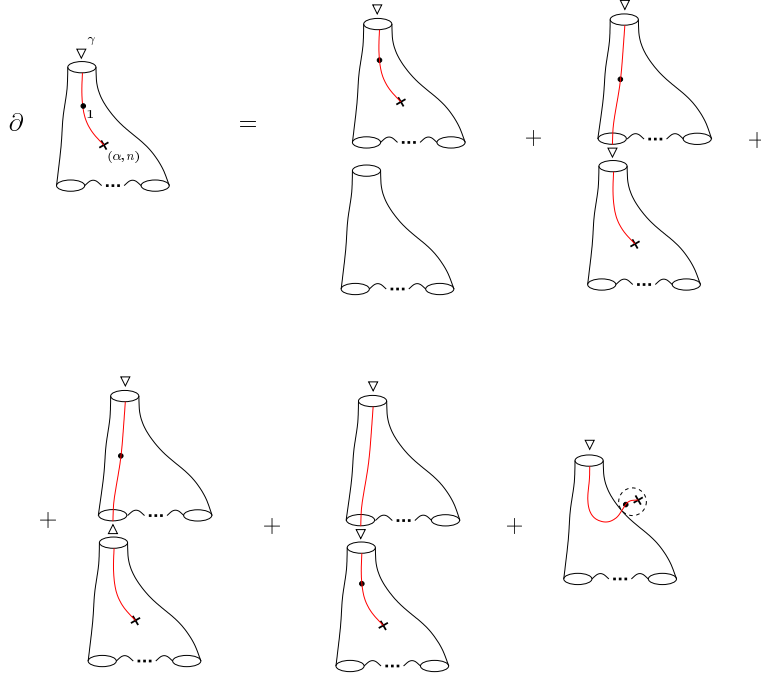 γ
∂ 1 = + +
(α, n)
+ + +